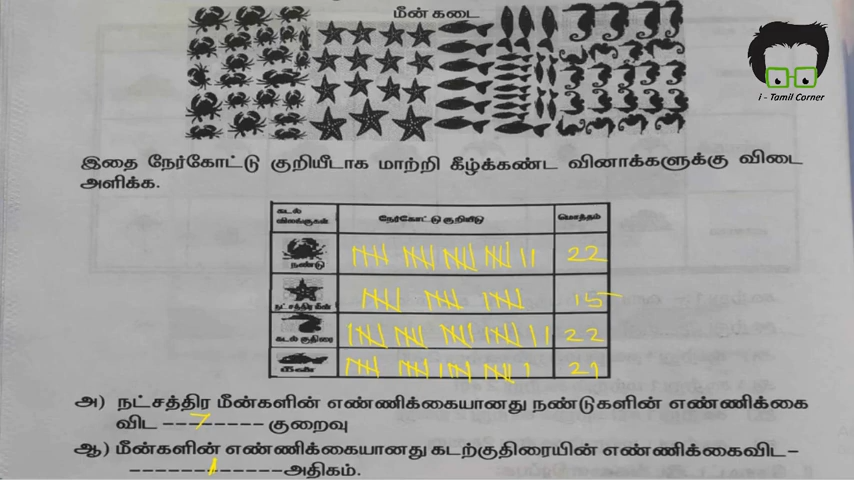 மீன் கடை
i - Tamil Corner
இதை நேர்கோட்டு குறியீடாக மாற்றி கீழ்க்கண்ட வினாக்களுக்கு விடை
அளிக்க.
கடல் விலங்குகள் நேர்கோட்டு குறியீடு மொத்தம்
நண்டு 22
நட்சத்திர மீன் 15
கடல் குதிரை 22
மீன் 21
அ) நட்சத்திர மீன்களின் எண்ணிக்கையானது நண்டுகளின் எண்ணிக்கை
விட ---7----- குறைவு
ஆ) மீன்களின் எண்ணிக்கையானது கடற்குதிரையின் எண்ணிக்கைவிட-
--------1-------அதிகம்.